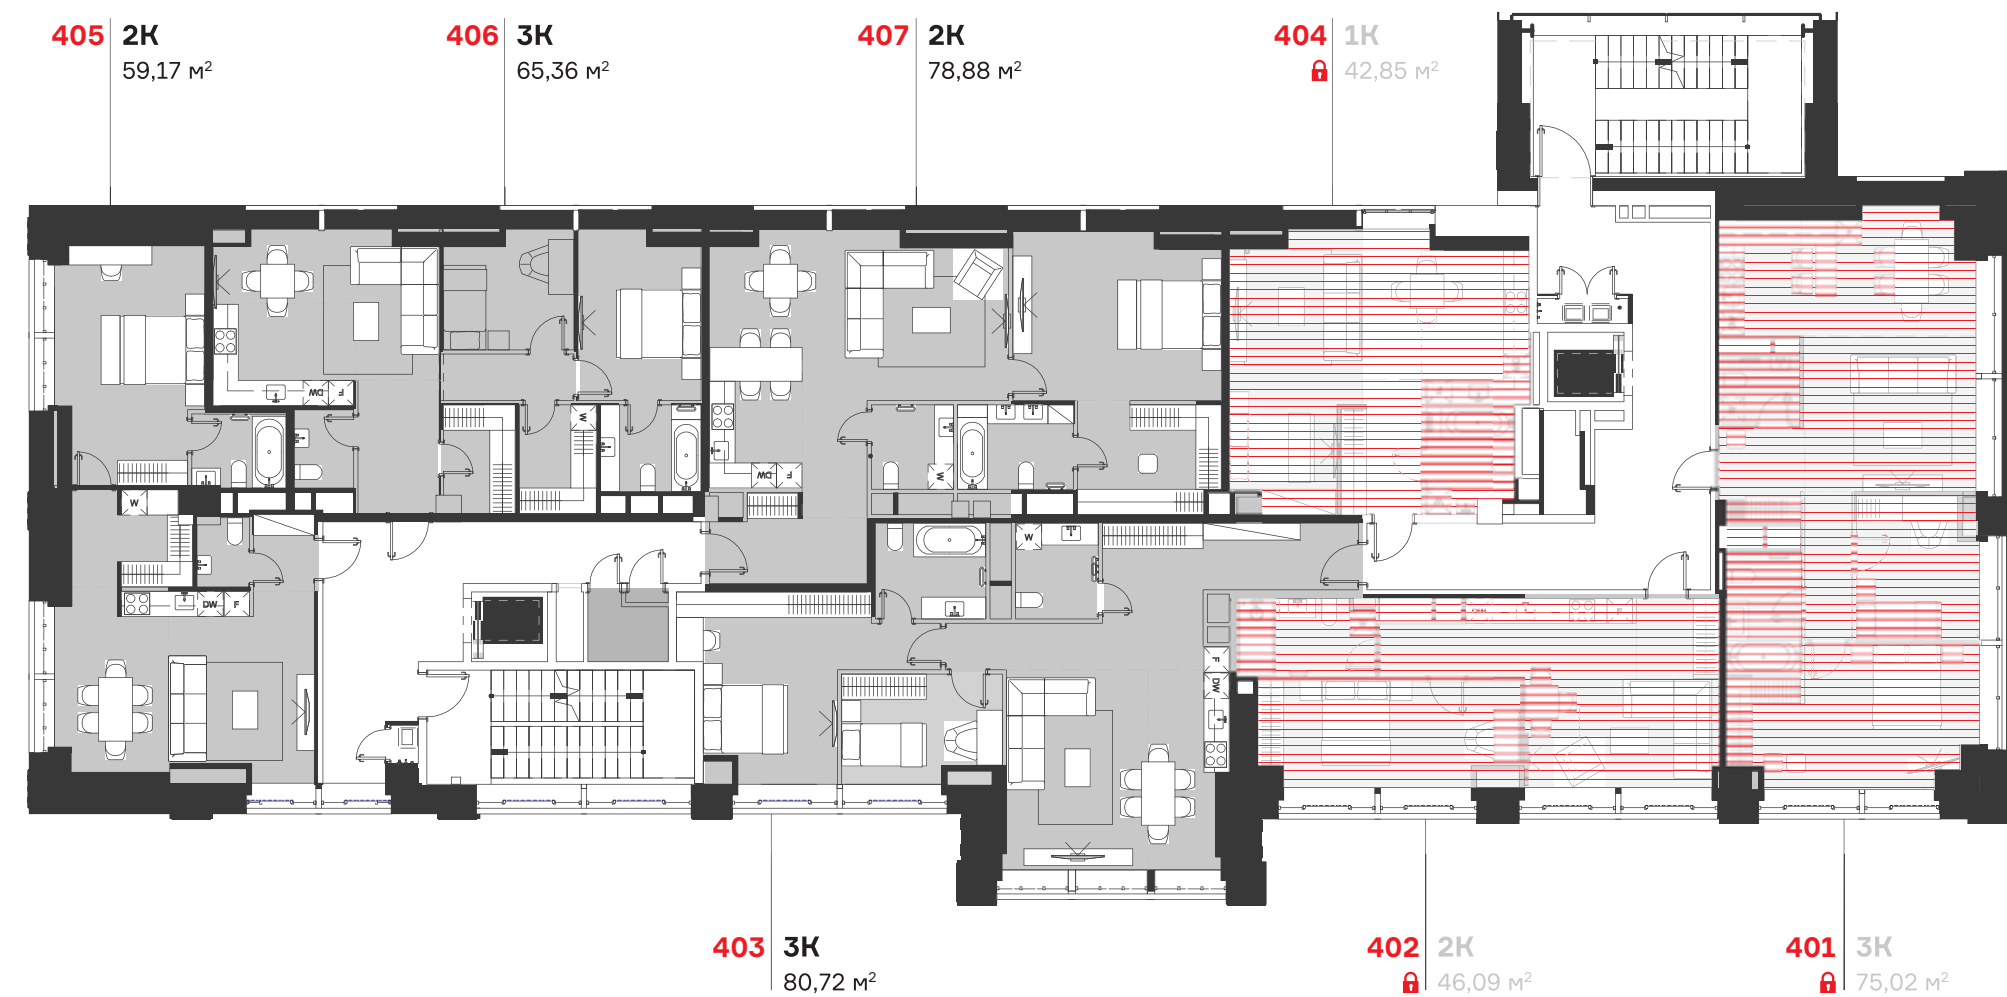 405 2К
59,17 м²
406 3К
65,36 м²
407 2К
78,88 м²
404 1К
42,85 м²
DW F
W
DW F
W
W
W
DW F
F
DW
403 3К
80,72 м²
402 2К
46,09 м²
401 3К
75,02 м²